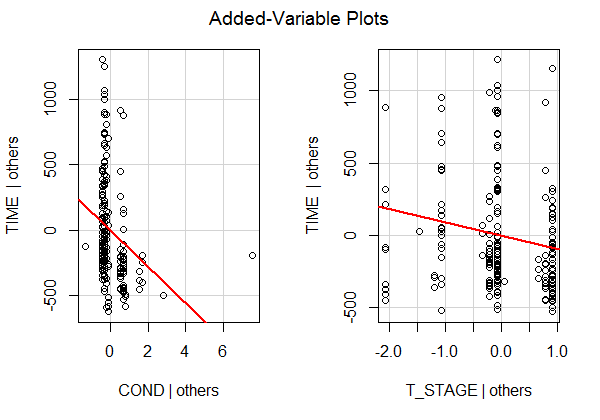 Added-Variable Plots
TIME | others
1000
500
0
-500
0 2 4 6
COND | others
TIME | others
1000
500
0
-500
-2.0 -1.0 0.0 1.0
T_STAGE | others